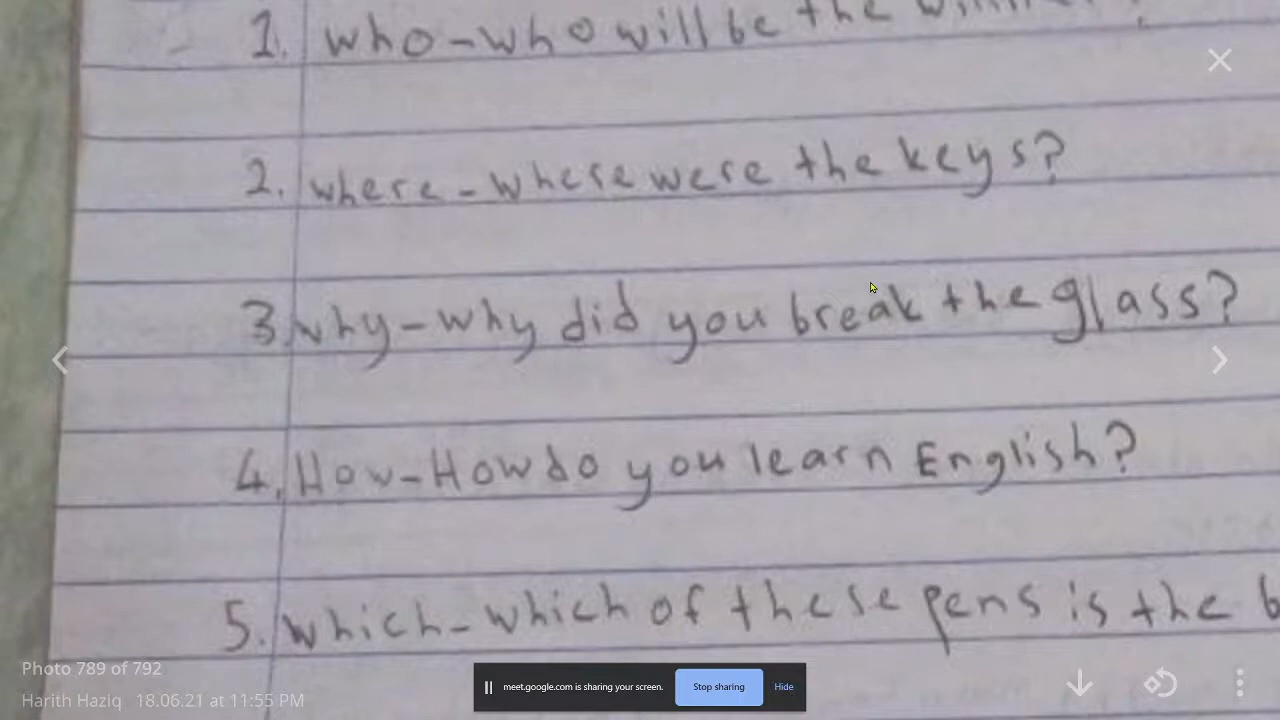 1. who-who will be the
2. where-where were the keys?
3 why-why did you break the glass?
4. How-How do you learn English?
5. which-which of these pens is the
Photo 789 of 792
Harith Haziq 18.06.21 at 11:55 PM
meet.google.com is sharing your screen. Stop sharing Hide